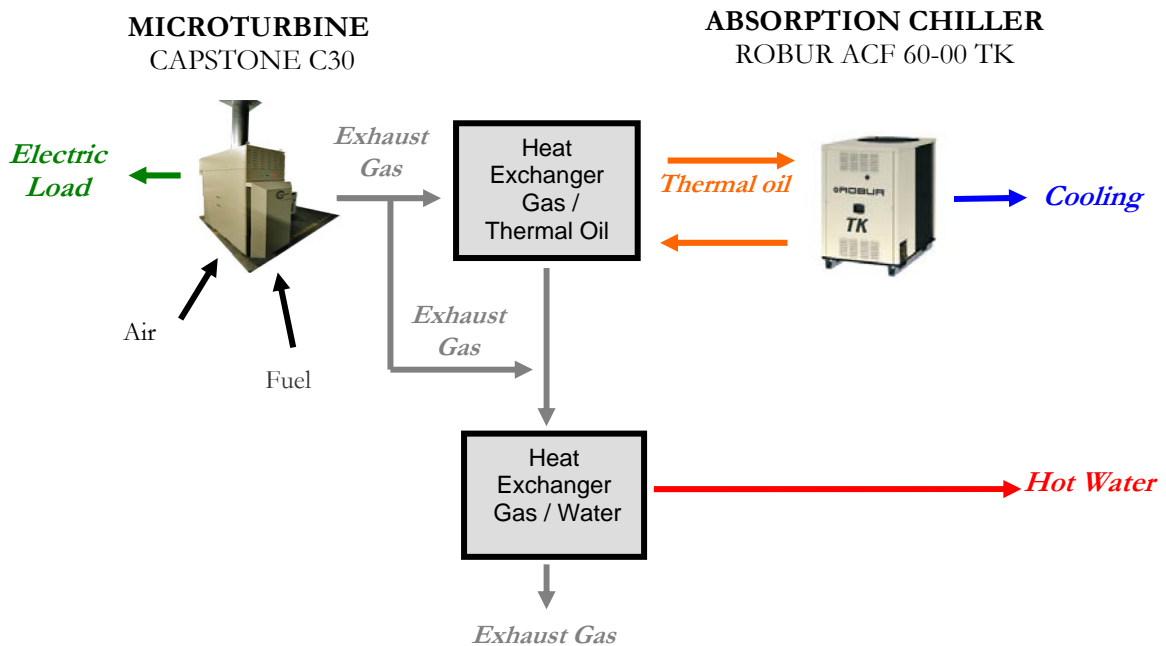 MICROTURBINE
CAPSTONE C30
ABSORPTION CHILLER
ROBUR ACF 60-00 TK
Electric
Load
Exhaust
Gas
Heat
Exchanger
Gas /
Thermal Oil
Thermal oil
ROBUR
TK
Cooling
Air
Fuel
Exhaust
Gas
Heat
Exchanger
Gas / Water
Hot Water
Exhaust Gas